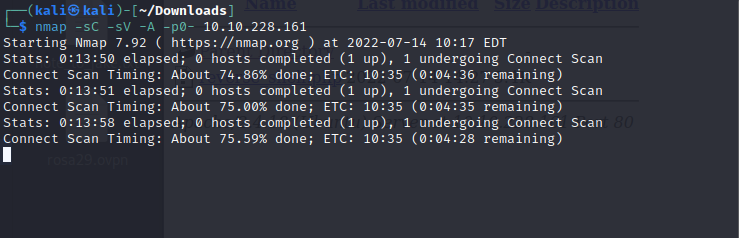 Name Last modified Size Description
┌──(kali㉿kali)-[~/Downloads]
└─$ nmap -sC -sV -A -p0- 10.10.228.161
Starting Nmap 7.92 ( https://nmap.org ) at 2022-07-14 10:17 EDT
Stats: 0:13:50 elapsed; 0 hosts completed (1 up), 1 undergoing Connect Scan
Connect Scan Timing: About 74.86% done; ETC: 10:35 (0:04:36 remaining)
Stats: 0:13:51 elapsed; 0 hosts completed (1 up), 1 undergoing Connect Scan
Connect Scan Timing: About 75.00% done; ETC: 10:35 (0:04:35 remaining)
Stats: 0:13:58 elapsed; 0 hosts completed (1 up), 1 undergoing Connect Scan
Connect Scan Timing: About 75.59% done; ETC: 10:35 (0:04:28 remaining)
80
rosa29.ovpn